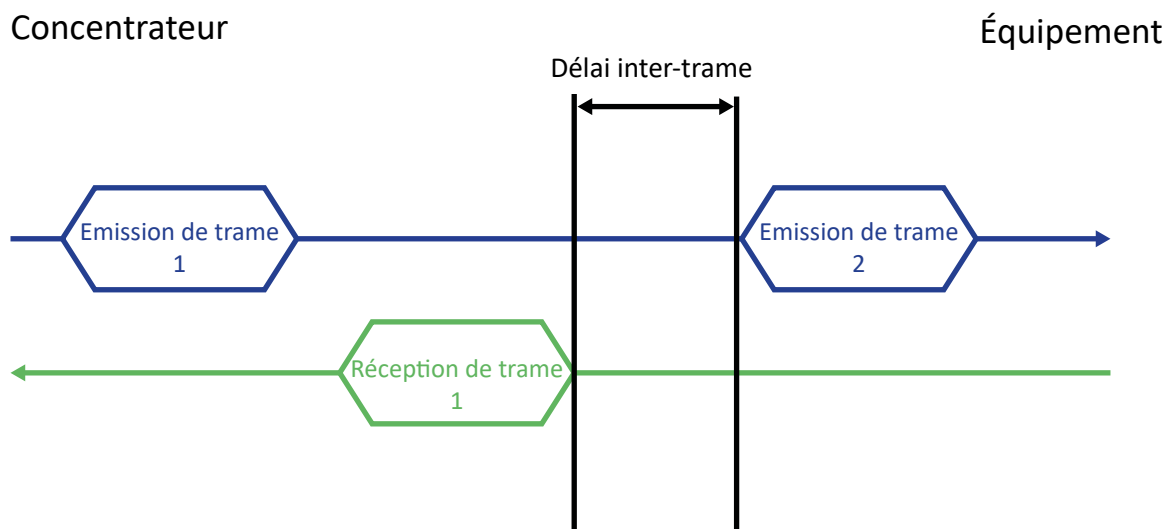 Concentrateur
Équipement
Délai inter-trame
Emission de trame
1
Emission de trame
2
Réception de trame
1